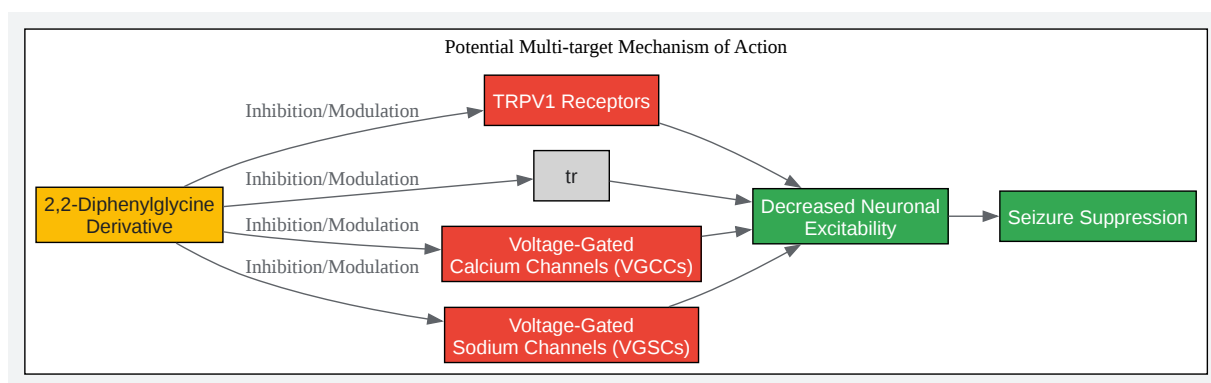 Potential Multi-target Mechanism of Action
Inhibition/Modulation
TRPV1 Receptors
Inhibition/Modulation
tr
2,2-Diphenylglycine
Derivative
Inhibition/Modulation
Voltage-Gated
Calcium Channels (VGCCs)
Inhibition/Modulation
Voltage-Gated
Sodium Channels (VGSCs)
Decreased Neuronal
Excitability
Seizure Suppression